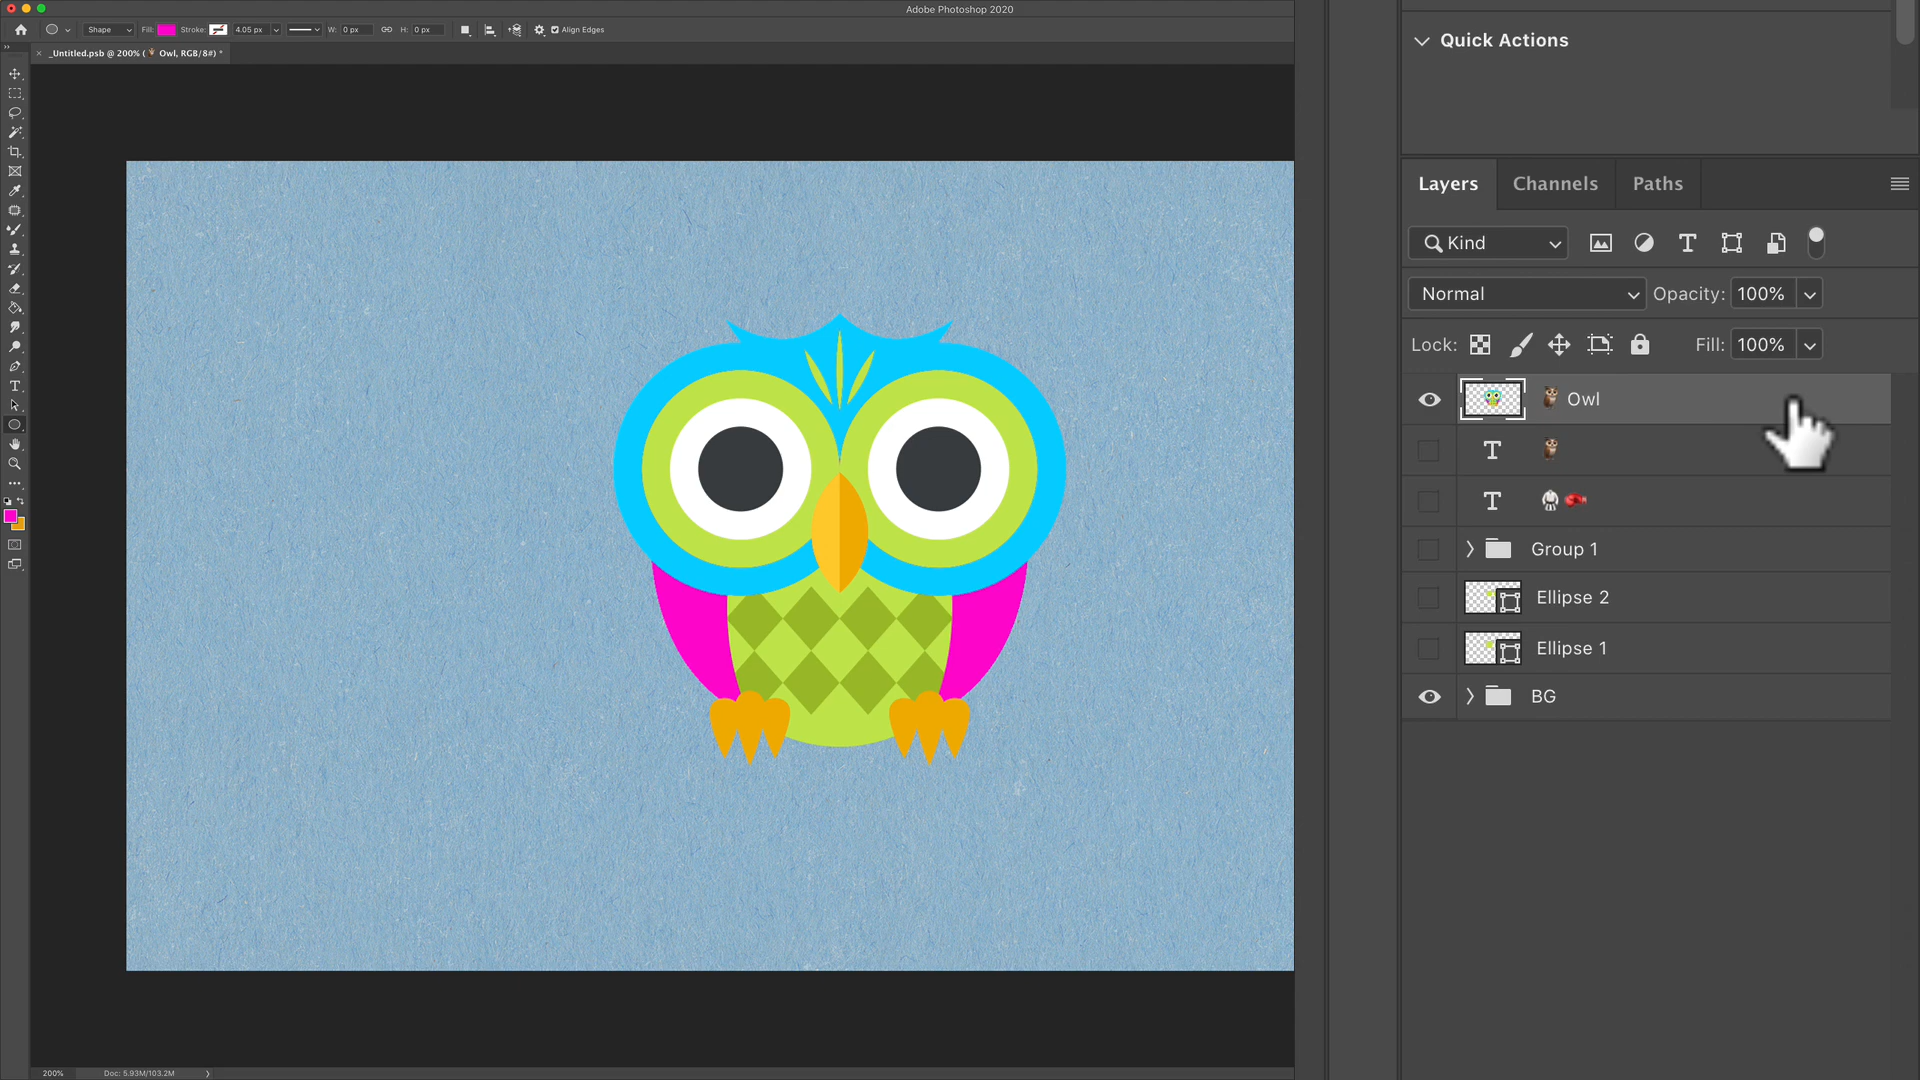 Adobe Photoshop 2020
Shape Fill: Stroke: 4.05 px W: 0 px H: 0 px Align Edges
_Untitled.psb @ 200% (🦉 Owl, RGB/8#) *
Quick Actions
Layers Channels Paths
Kind
Normal Opacity: 100%
Lock: Fill: 100%
🦉 Owl
T 🦉
T 🥋🦞
Group 1
Ellipse 2
Ellipse 1
BG
200% Doc: 5.93M/103.2M